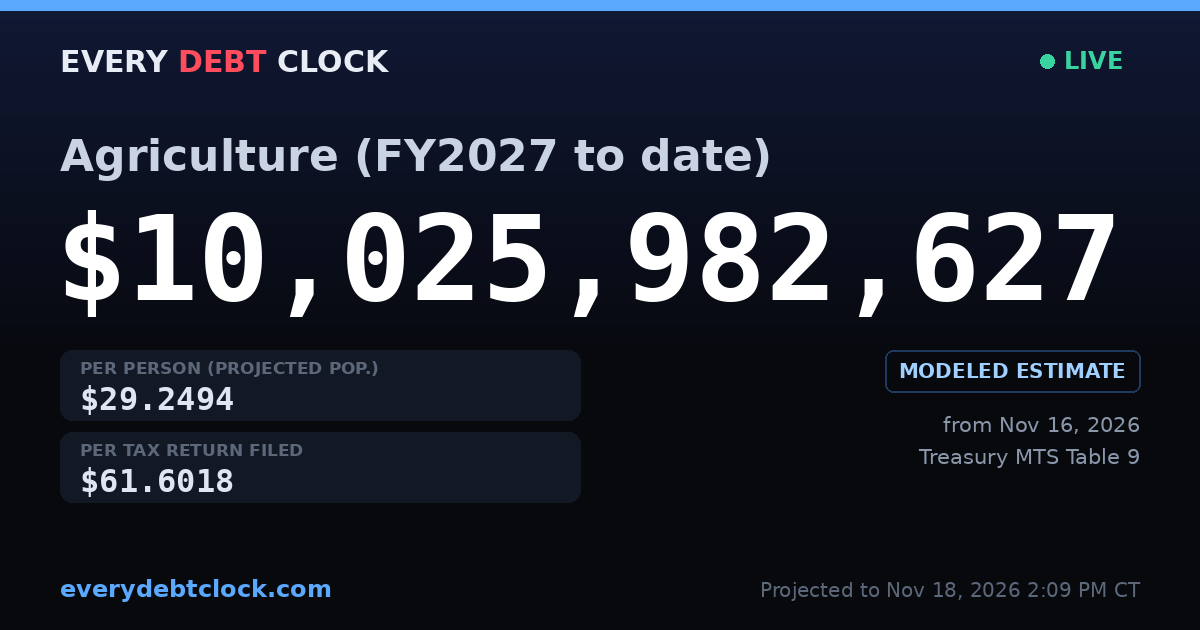 EVERY DEBT CLOCK
LIVE
Agriculture (FY2027 to date)
$10,025,982,627
PER PERSON (PROJECTED POP.)
$29.2494
PER TAX RETURN FILED
$61.6018
MODELED ESTIMATE
from Nov 16, 2026
Treasury MTS Table 9
everydebtclock.com
Projected to Nov 18, 2026 2:09 PM CT